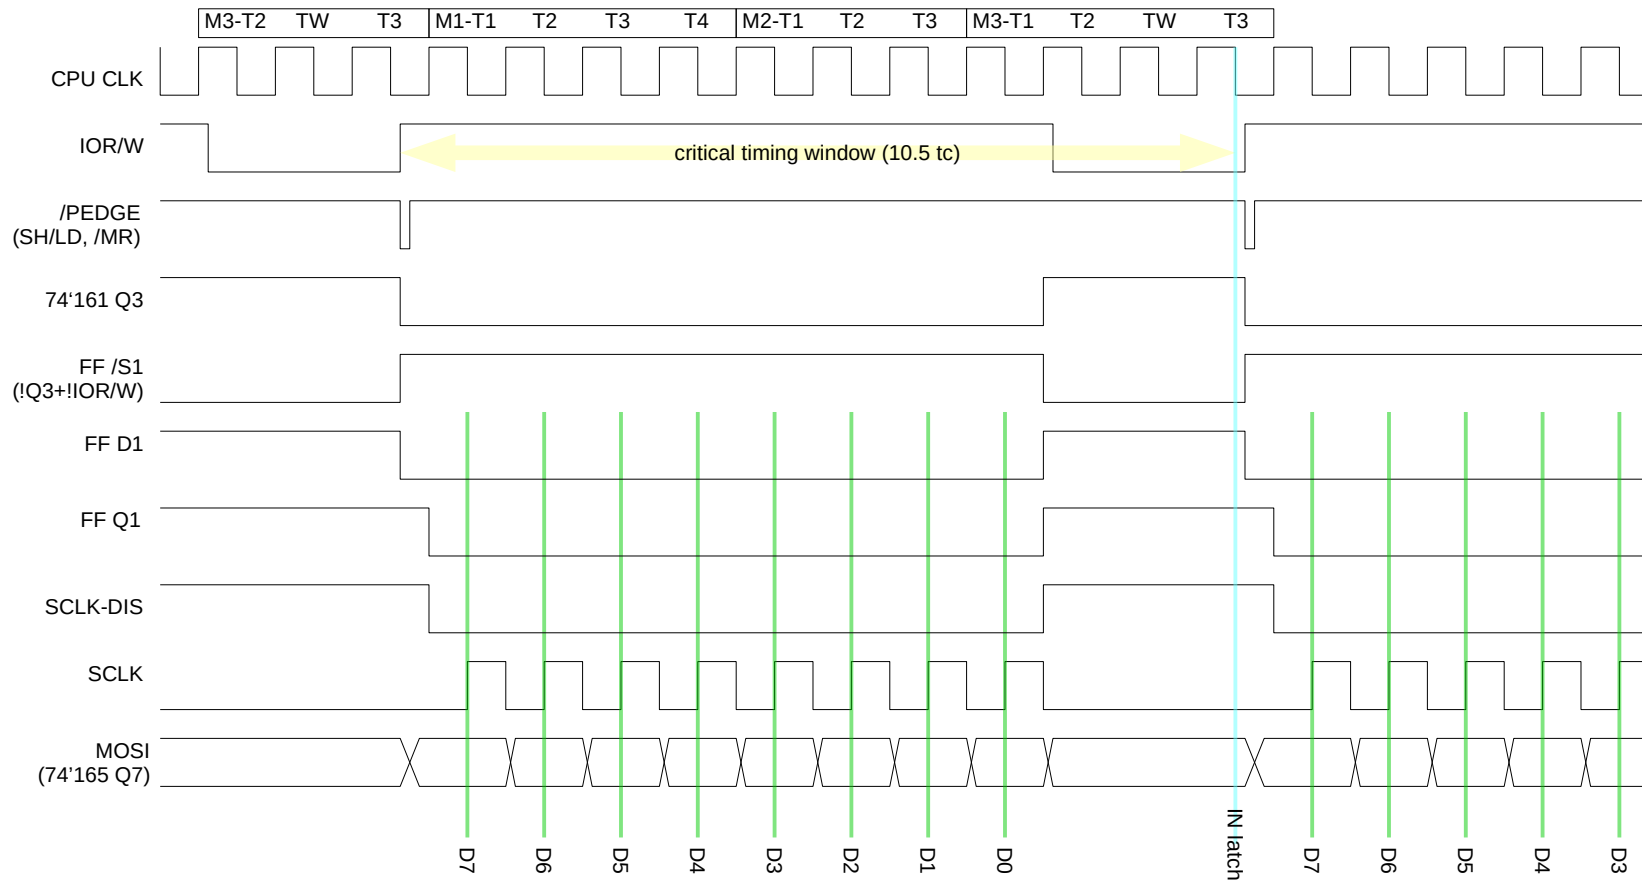 M3-T2 TW T3 M1-T1 T2 T3 T4 M2-T1 T2 T3 M3-T1 T2 TW T3
CPU CLK
IOR/W
critical timing window (10.5 tc)
/PEDGE
(SH/LD, /MR)
74‘161 Q3
FF /S1
(!Q3+!IOR/W)
FF D1
FF Q1
SCLK-DIS
SCLK
MOSI
(74’165 Q7)
D7 D6 D5 D4 D3 D2 D1 D0 IN latch D7 D6 D5 D4 D3